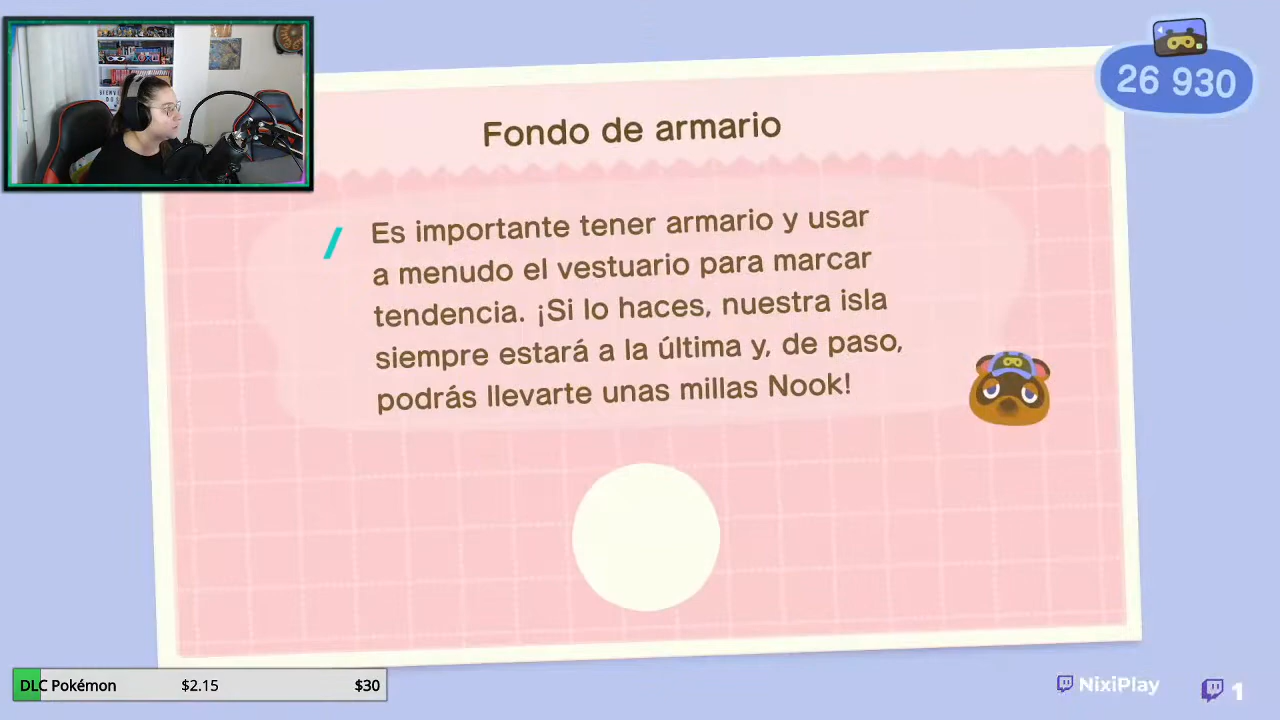 26 930
Fondo de armario
Es importante tener armario y usar
a menudo el vestuario para marcar
tendencia. ¡Si lo haces, nuestra isla
siempre estará a la última y, de paso,
podrás llevarte unas millas Nook!
DLC Pokémon $2.15 $30
NixiPlay 1